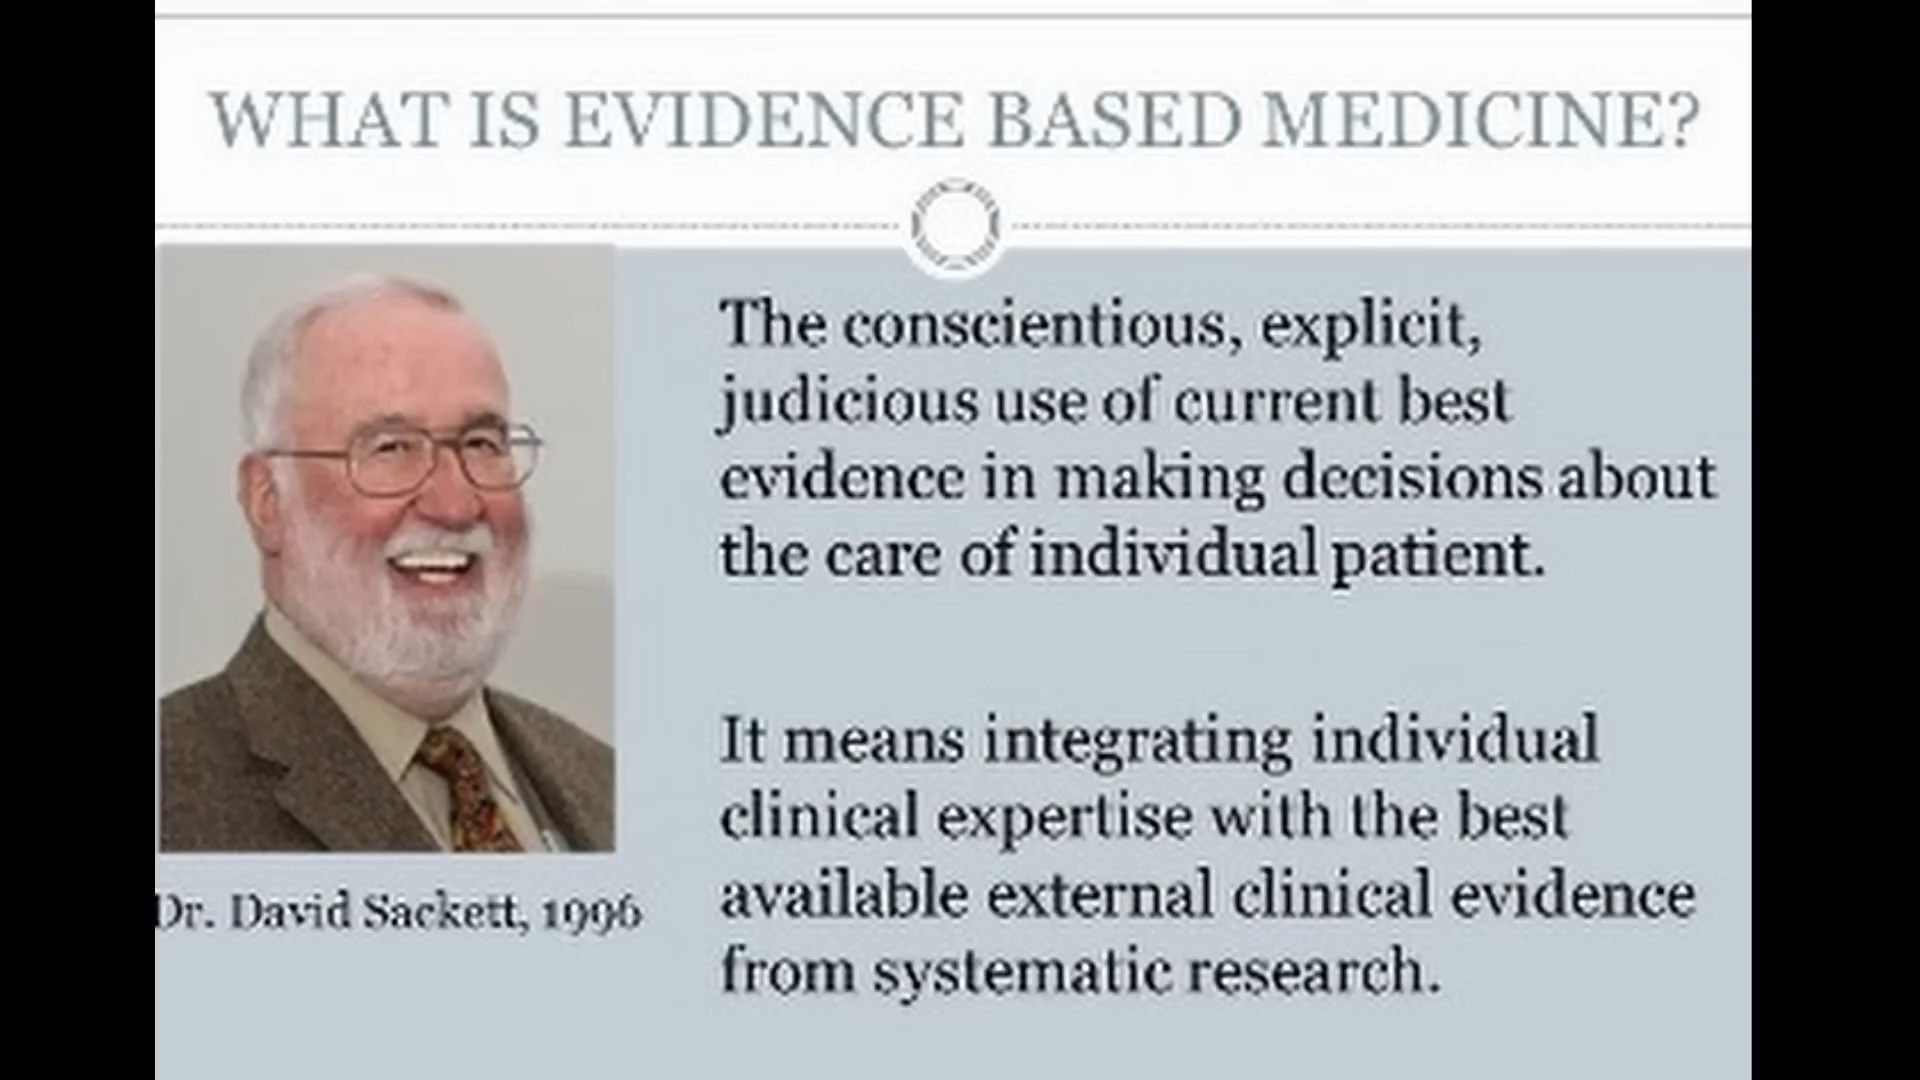 WHAT IS EVIDENCE BASED MEDICINE?
The conscientious, explicit,
judicious use of current best
evidence in making decisions about
the care of individual patient.
It means integrating individual
clinical expertise with the best
available external clinical evidence
from systematic research.
Dr. David Sackett, 1996